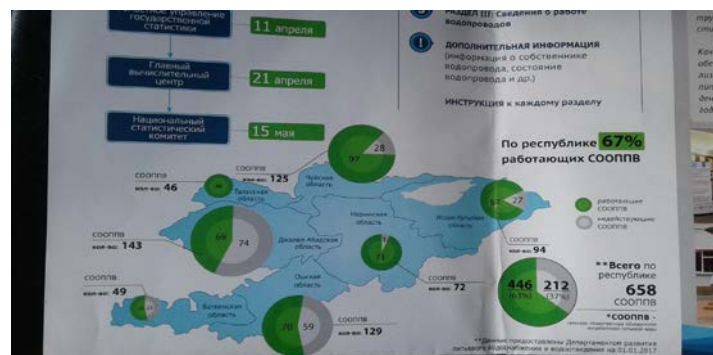 управление
государственной
статистики
11 апреля
Главный
вычислительный
центр
21 апреля
Национальный
статистический
комитет
15 мая
РАЗДЕЛ III: Сведения о работе
водопроводов
ДОПОЛНИТЕЛЬНАЯ ИНФОРМАЦИЯ
(информация о собственнике
водопровода, состояние
водопровода и др.)
ИНСТРУКЦИЯ к каждому разделу
По республике 67%
работающих СООППВ
СООППВ
кол-во: 125
97
28
Чуйская
область
СООППВ
кол-во: 46
Таласская
область
СООППВ
кол-во: 143
69
74
Джалал-Абадская
область
Нарынская
область
71
1
СООППВ
кол-во: 72
Иссык-Кульская
область
67
27
СООППВ
кол-во: 94
работающие
СООППВ
недействующие
СООППВ
СООППВ
кол-во: 49
Баткенская
область
Ошская
область
70
59
СООППВ
кол-во: 129
446
(63%)
212
(37%)
**Всего по
республике
658
СООППВ
*СООППВ -
**Данные предоставлены Департаментом развития
питьевого водоснабжения и водоотведения на 01.01.2017